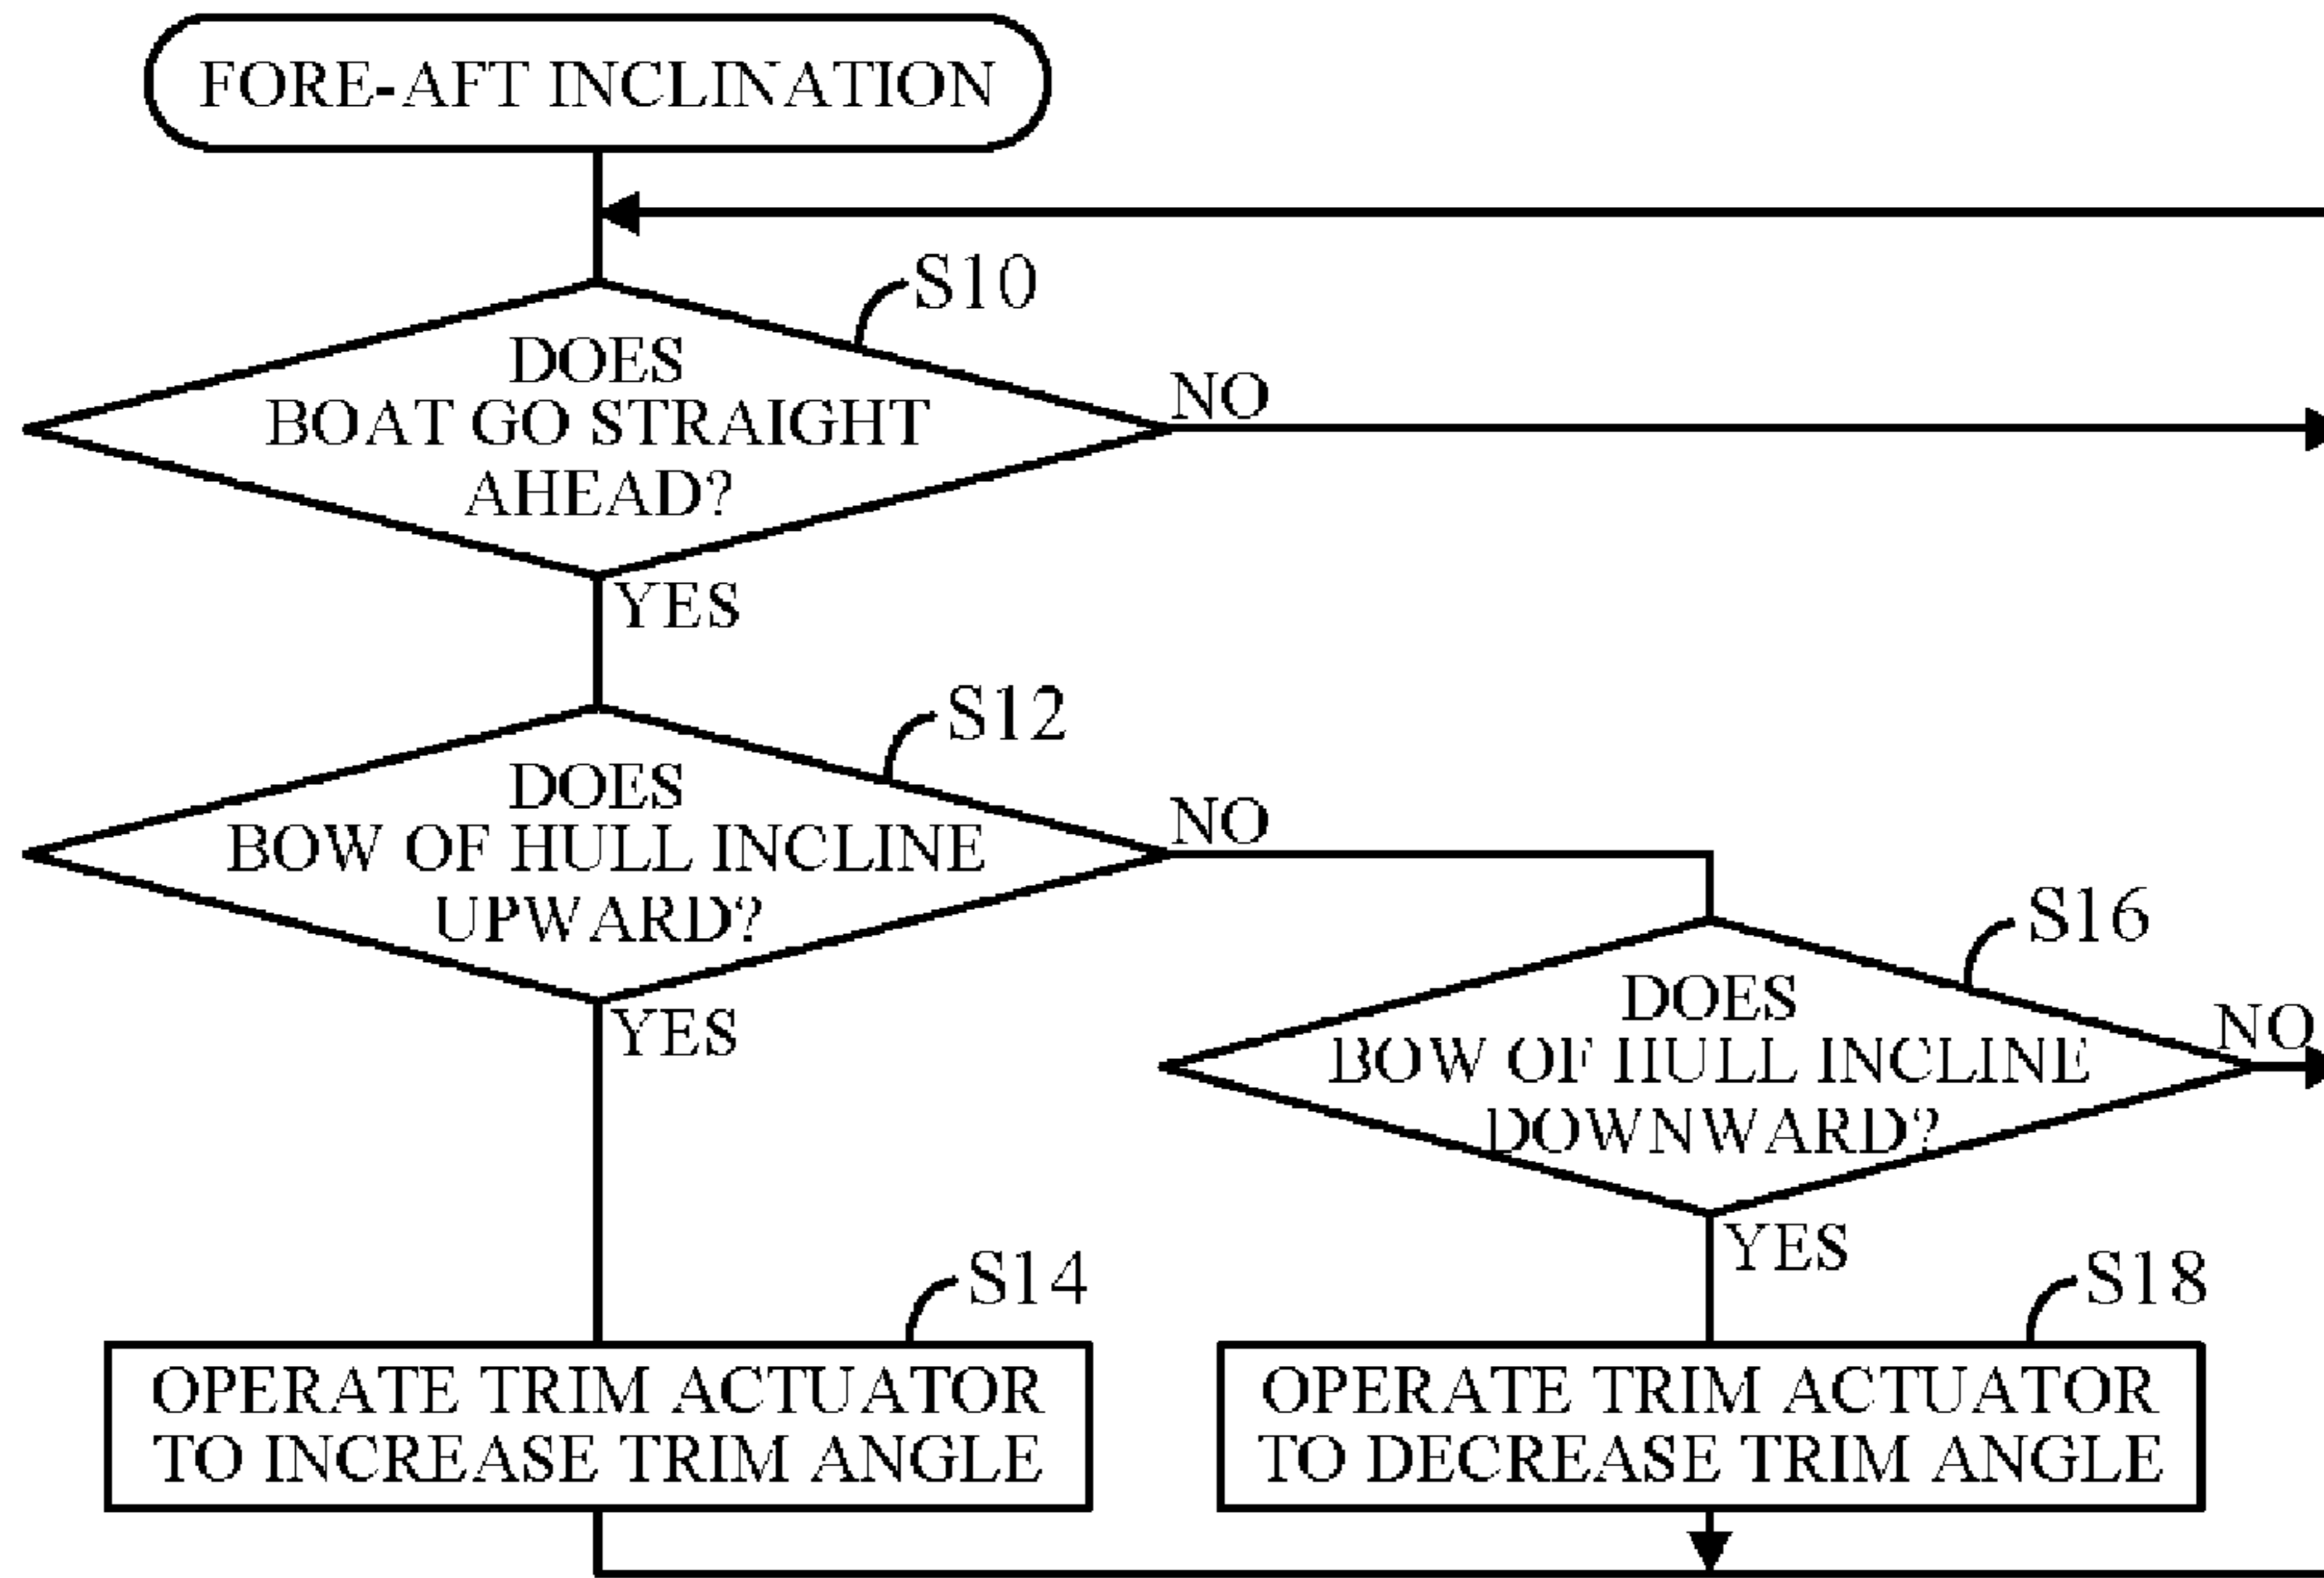 FORE-AFT INCLINATION
S10
DOES
BOAT GO STRAIGHT
AHEAD?
NO
YES
S12
DOES
BOW OF HULL INCLINE
UPWARD?
NO
YES
S16
DOES
BOW OF HULL INCLINE
DOWNWARD?
NO
YES
S14
OPERATE TRIM ACTUATOR
TO INCREASE TRIM ANGLE
S18
OPERATE TRIM ACTUATOR
TO DECREASE TRIM ANGLE